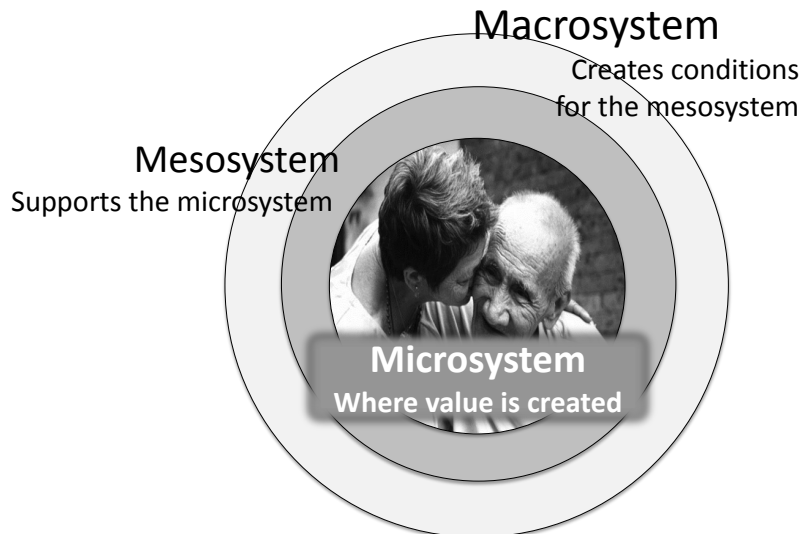 Macrosystem
Creates conditions
for the mesosystem
Mesosystem
Supports the microsystem
Microsystem
Where value is created